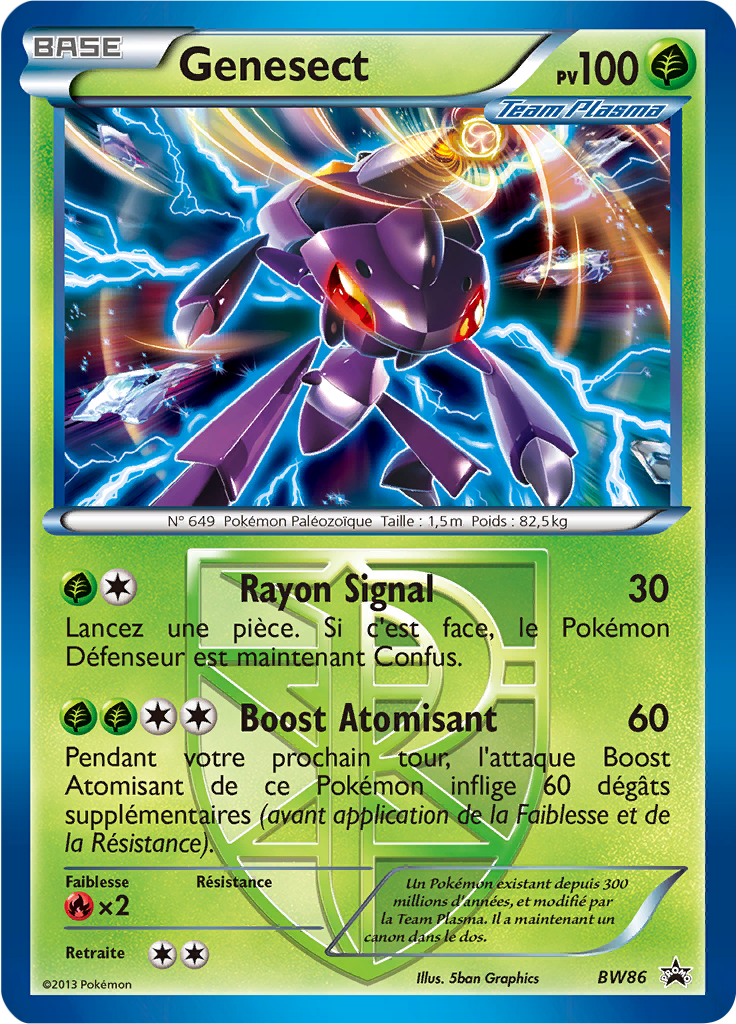 BASE
Genesect
PV100
Team Plasma
N° 649 Pokémon Paléozoïque Taille : 1,5m Poids : 82,5kg
Rayon Signal 30
Lancez une pièce. Si c'est face, le Pokémon
Défenseur est maintenant Confus.
Boost Atomisant 60
Pendant votre prochain tour, l'attaque Boost
Atomisant de ce Pokémon inflige 60 dégâts
supplémentaires (avant application de la Faiblesse et de
la Résistance).
Faiblesse Résistance
×2
Retraite
Un Pokémon existant depuis 300
millions d'années, et modifié par
la Team Plasma. Il a maintenant un
canon dans le dos.
©2013 Pokémon
Illus. 5ban Graphics
BW86
PROMO